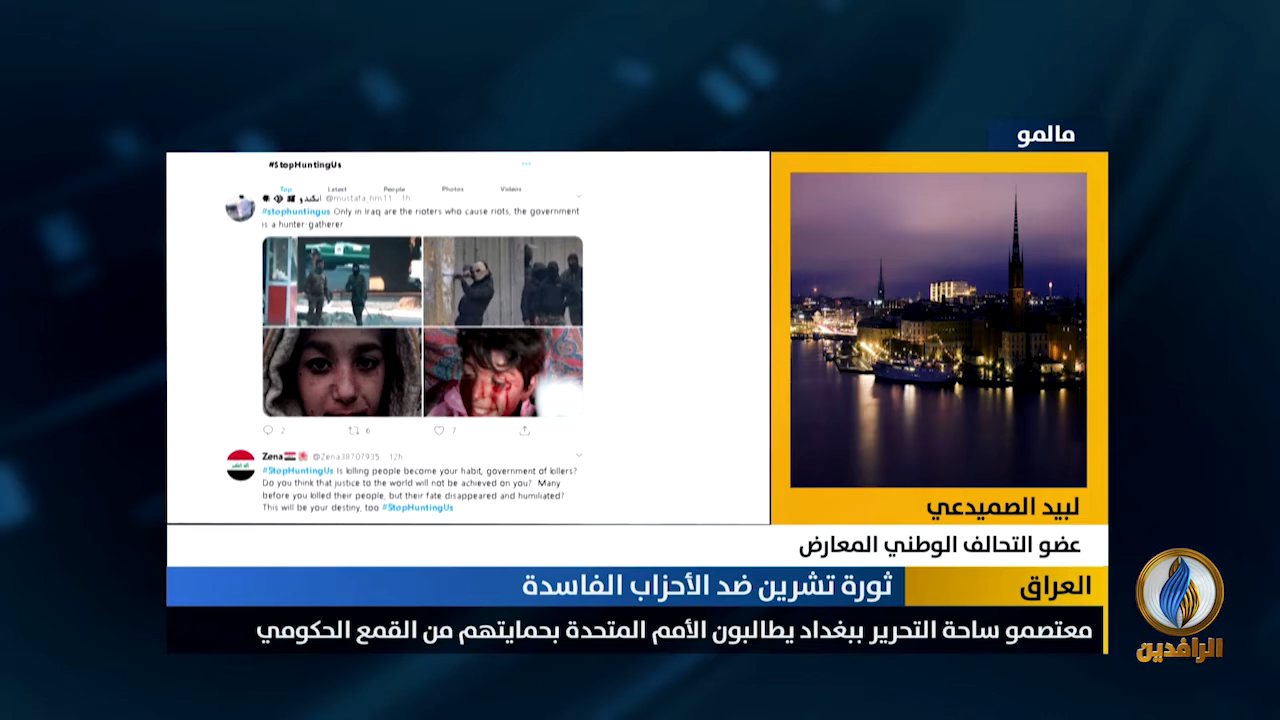 مالمو
#StopHuntingUs
Top Latest People Photos Videos
ايكيدو @mustafa_hm11 · 1h
#stophuntingus Only in Iraq are the rioters who cause riots, the government
is a hunter-gatherer
2 6 7
Zena @Zena38707935 · 12h
#StopHuntingUs Is killing people become your habit, government of killers?
Do you think that justice to the world will not be achieved on you? Many
before you killed their people, but their fate disappeared and humiliated?
This will be your destiny, too #StopHuntingUs
لبيد الصميدعي
عضو التحالف الوطني المعارض
العراق
ثورة تشرين ضد الأحزاب الفاسدة
معتصمو ساحة التحرير ببغداد يطالبون الأمم المتحدة بحمايتهم من القمع الحكومي
الرافدين